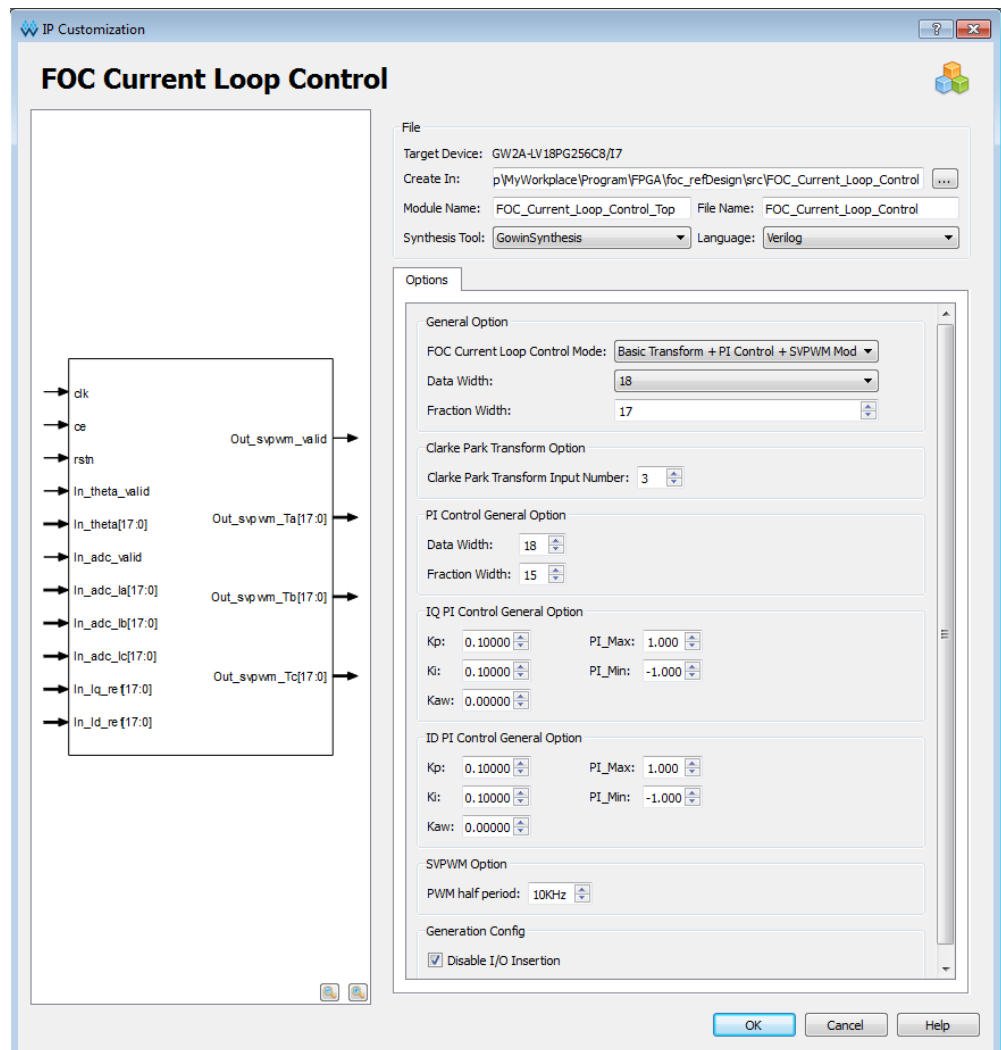 IP Customization
FOC Current Loop Control
clk
ce
rstn
In_theta_valid
In_theta[17:0]
In_adc_valid
In_adc_Ia[17:0]
In_adc_Ib[17:0]
In_adc_Ic[17:0]
In_Iq_ref[17:0]
In_Id_ref[17:0]
Out_svpwm_valid
Out_svpwm_Ta[17:0]
Out_svpwm_Tb[17:0]
Out_svpwm_Tc[17:0]
File
Target Device: GW2A-LV18PG256C8/I7
Create In: p\MyWorkplace\Program\FPGA\foc_refDesign\src\FOC_Current_Loop_Control ...
Module Name: FOC_Current_Loop_Control_Top File Name: FOC_Current_Loop_Control
Synthesis Tool: GowinSynthesis Language: Verilog
Options
General Option
FOC Current Loop Control Mode: Basic Transform + PI Control + SVPWM Mod
Data Width: 18
Fraction Width: 17
Clarke Park Transform Option
Clarke Park Transform Input Number: 3
PI Control General Option
Data Width: 18
Fraction Width: 15
IQ PI Control General Option
Kp: 0.10000 PI_Max: 1.000
Ki: 0.10000 PI_Min: -1.000
Kaw: 0.00000
ID PI Control General Option
Kp: 0.10000 PI_Max: 1.000
Ki: 0.10000 PI_Min: -1.000
Kaw: 0.00000
SVPWM Option
PWM half period: 10KHz
Generation Config
Disable I/O Insertion
OK Cancel Help